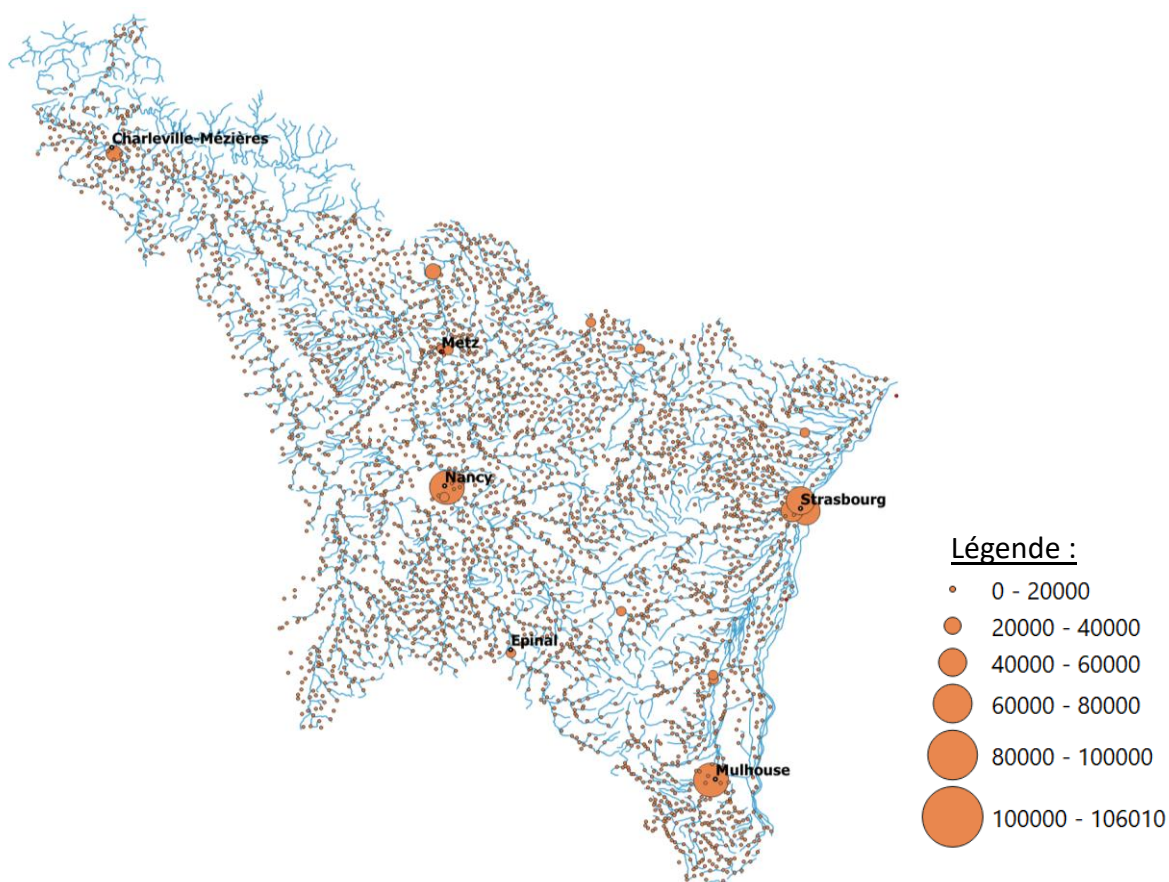 Charleville-Mézières
Metz
Nancy
Strasbourg
Epinal
Mulhouse
Légende :
0 - 20000
20000 - 40000
40000 - 60000
60000 - 80000
80000 - 100000
100000 - 106010